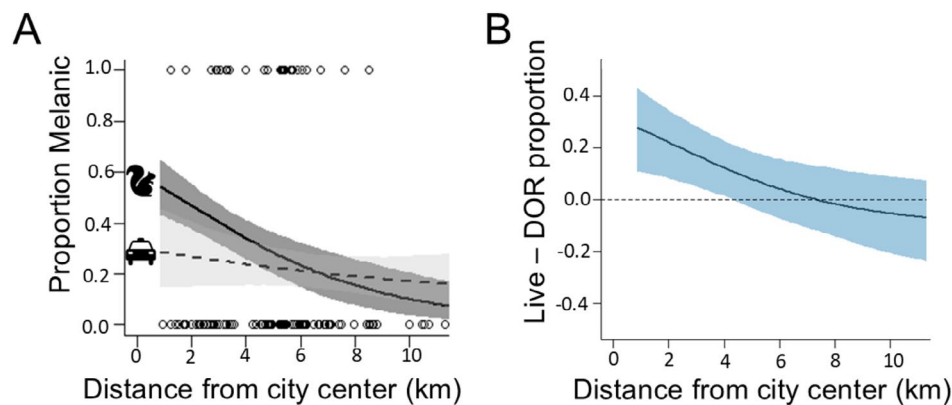 A
Proportion Melanic
1.0
0.8
0.6
0.4
0.2
0.0
0 2 4 6 8 10
Distance from city center (km)
B
Live – DOR proportion
0.4
0.2
0.0
-0.2
-0.4
0 2 4 6 8 10
Distance from city center (km)